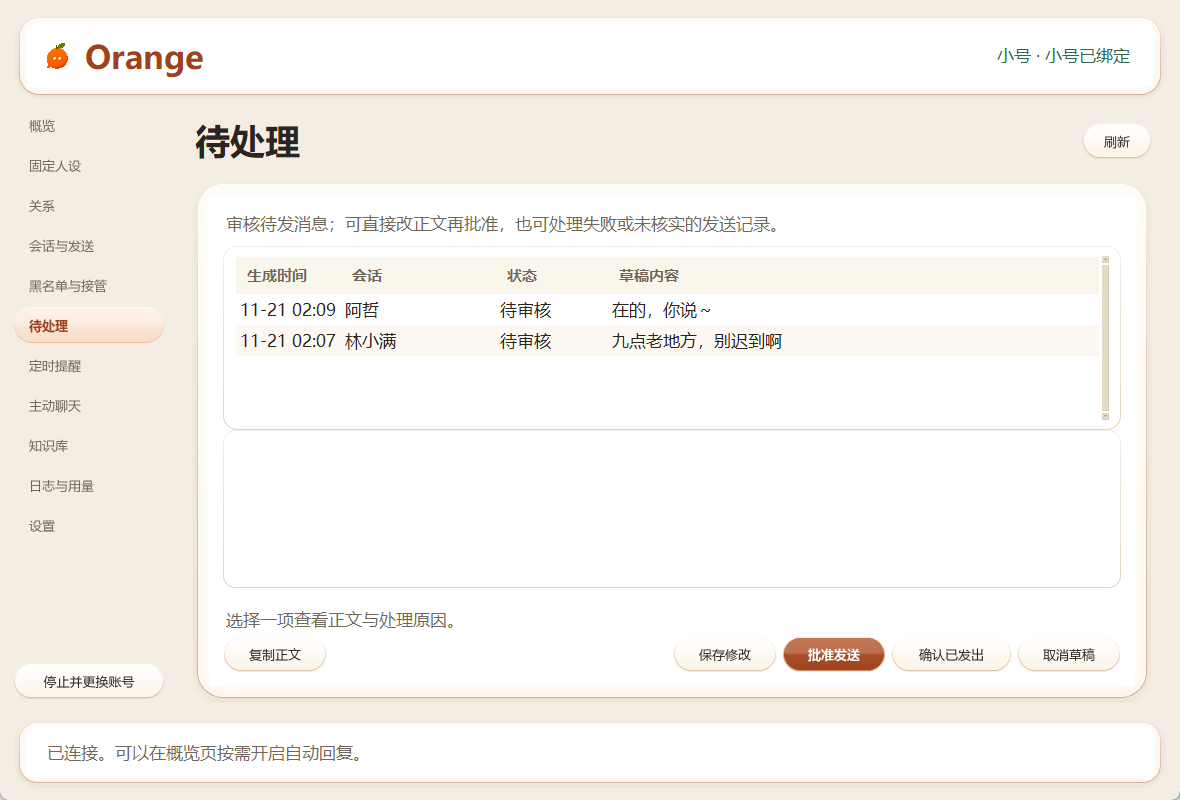 Orange
小号 · 小号已绑定
概览
固定人设
关系
会话与发送
黑名单与接管
待处理
定时提醒
主动聊天
知识库
日志与用量
设置
停止并更换账号
待处理
刷新
审核待发消息；可直接改正文再批准，也可处理失败或未核实的发送记录。
生成时间 会话 状态 草稿内容
11-21 02:09 阿哲 待审核 在的，你说～
11-21 02:07 林小满 待审核 九点老地方，别迟到啊
选择一项查看正文与处理原因。
复制正文 保存修改 批准发送 确认已发出 取消草稿
已连接。可以在概览页按需开启自动回复。